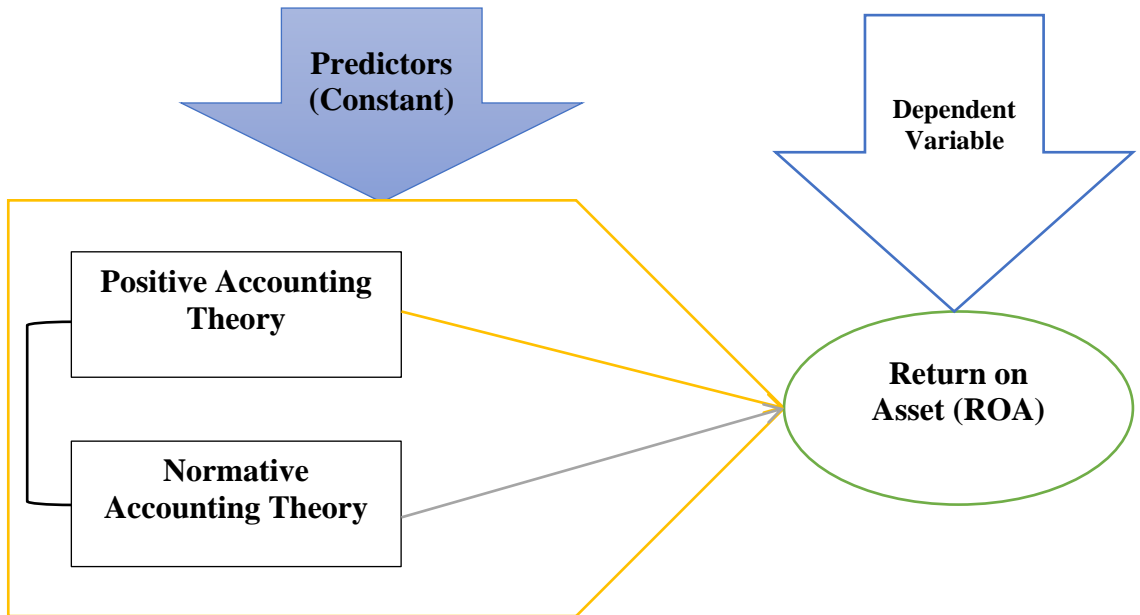 Predictors
(Constant)
Dependent
Variable
Positive Accounting
Theory
Return on
Asset (ROA)
Normative
Accounting Theory